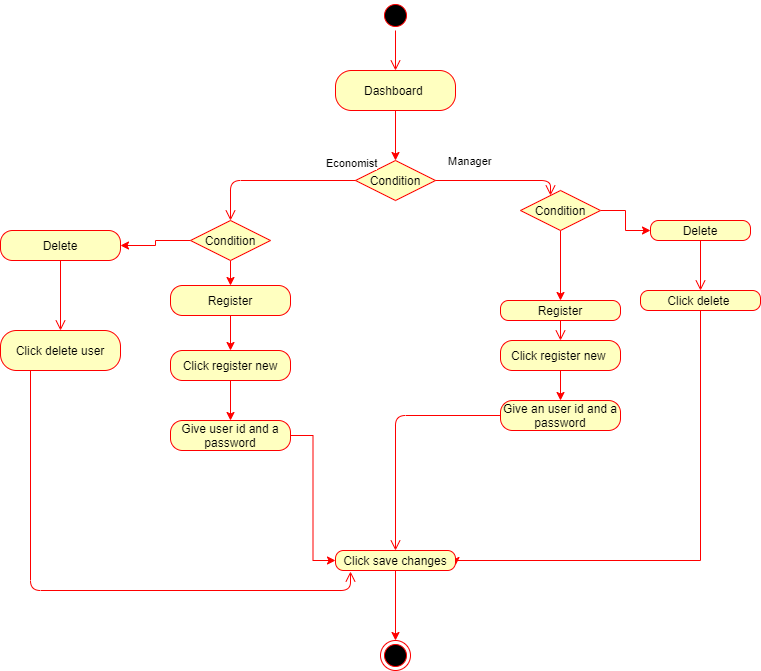 Dashboard
Economist
Manager
Condition
Condition
Condition
Delete
Delete
Register
Register
Click delete
Click delete user
Click register new
Click register new
Give user id and a
password
Give an user id and a
password
Click save changes